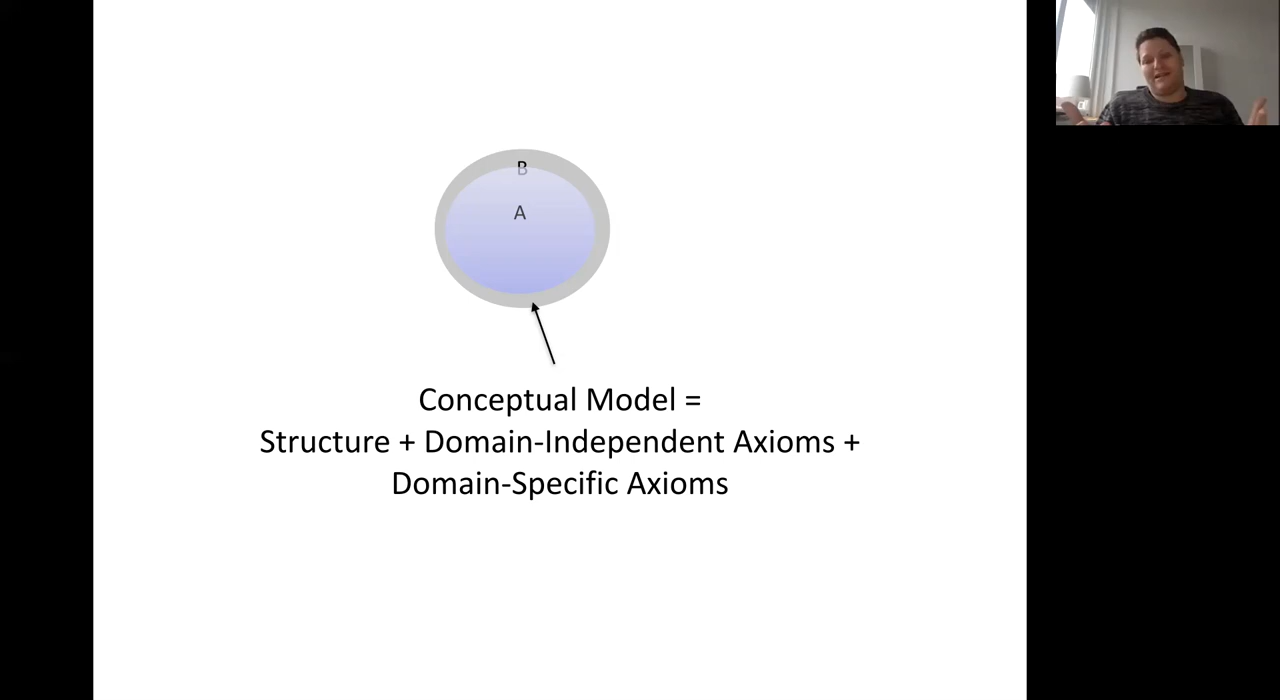 B
A
Conceptual Model =
Structure + Domain-Independent Axioms +
Domain-Specific Axioms